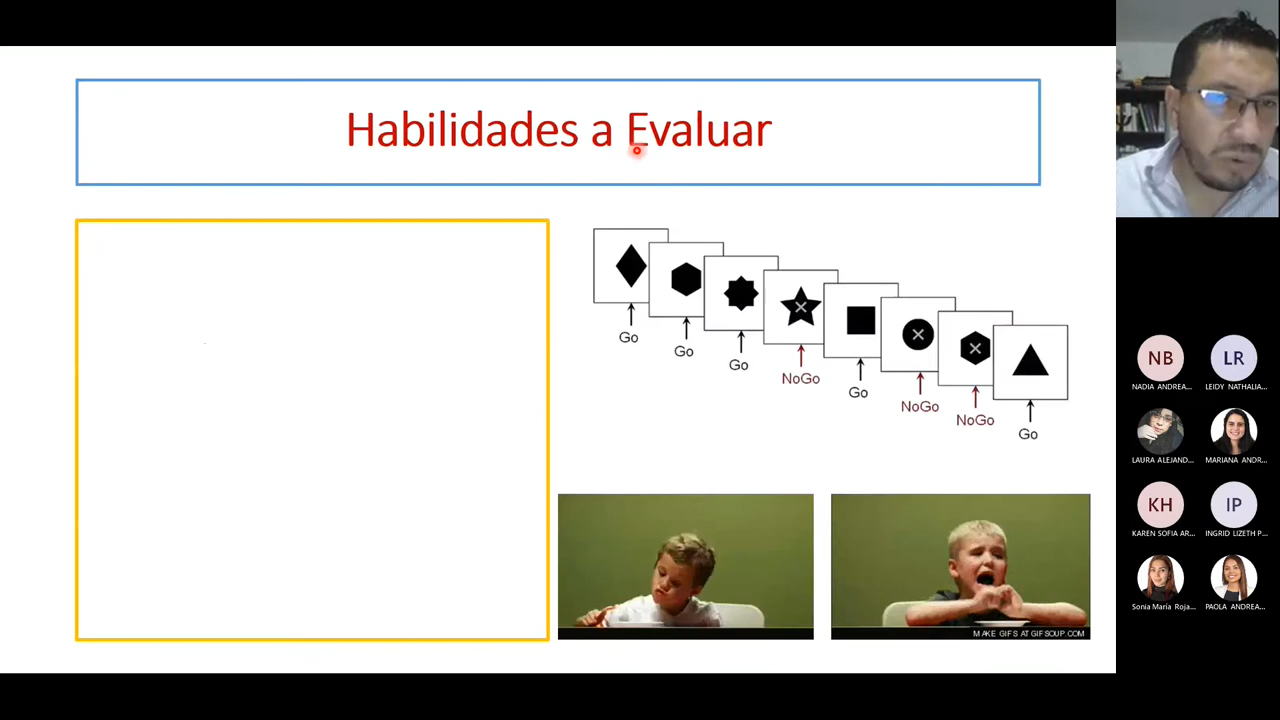 Habilidades a Evaluar
Go
Go
Go
NoGo
Go
NoGo
NoGo
Go
MAKE GIFS AT GIFSOUP.COM
NB
LR
NADIA ANDREA...
LEIDY NATHALIA...
LAURA ALEJAND...
MARIANA ANDR...
KH
IP
KAREN SOFIA AR...
INGRID LIZETH P...
Sonia María Roja...
PAOLA ANDREA...